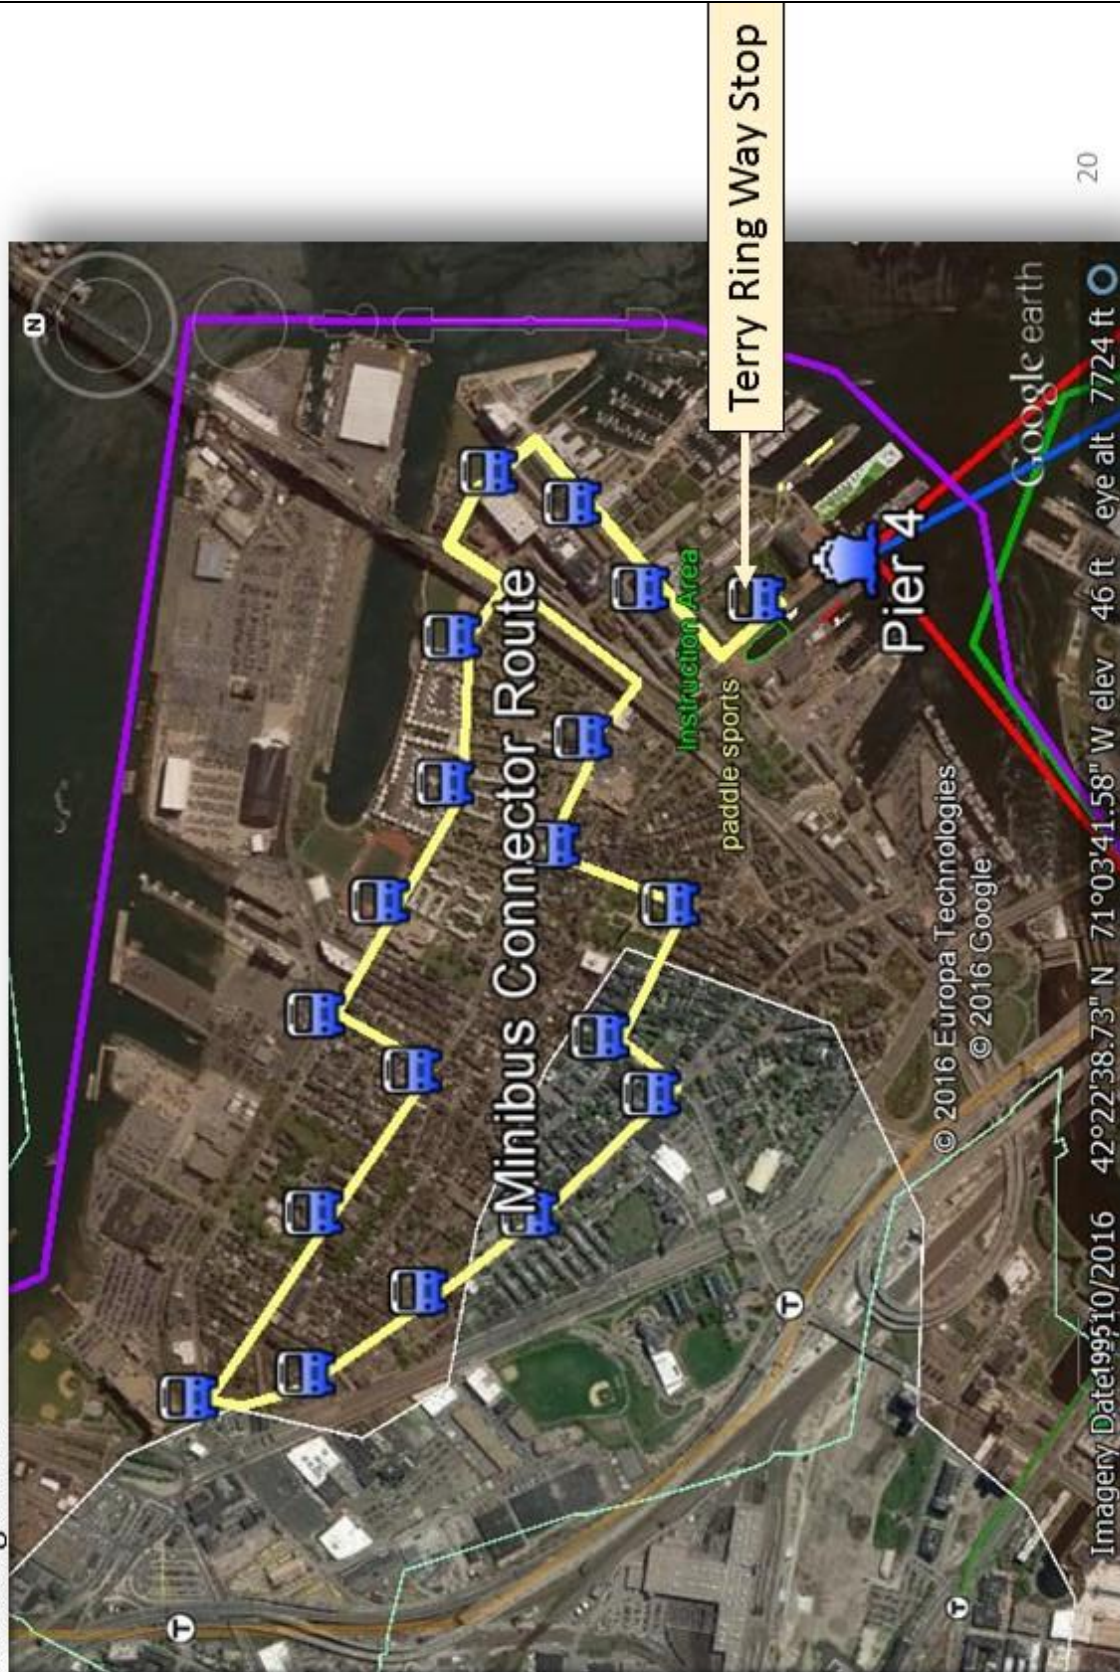 N
Minibus Connector Route
Terry Ring Way Stop
Instruction Area
paddle sports
Pier 4
T
T
T
© 2016 Europa Technologies
© 2016 Google
Google earth
Imagery Date 10/2016 42°22'38.73" N 71°03'41.58" W elev 46 ft eye alt 7724 ft
20